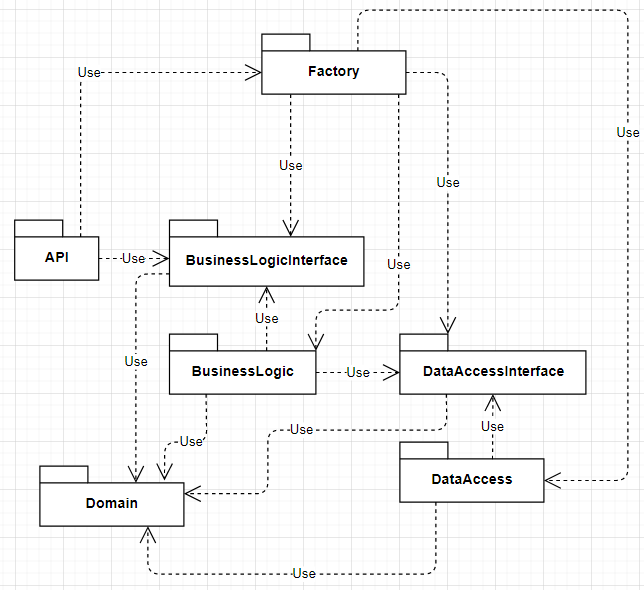 Factory
Use
Use
Use
Use
API
Use
BusinessLogicInterface
Use
Use
Use
BusinessLogic
Use
DataAccessInterface
Use
Use
Use
DataAccess
Domain
Use